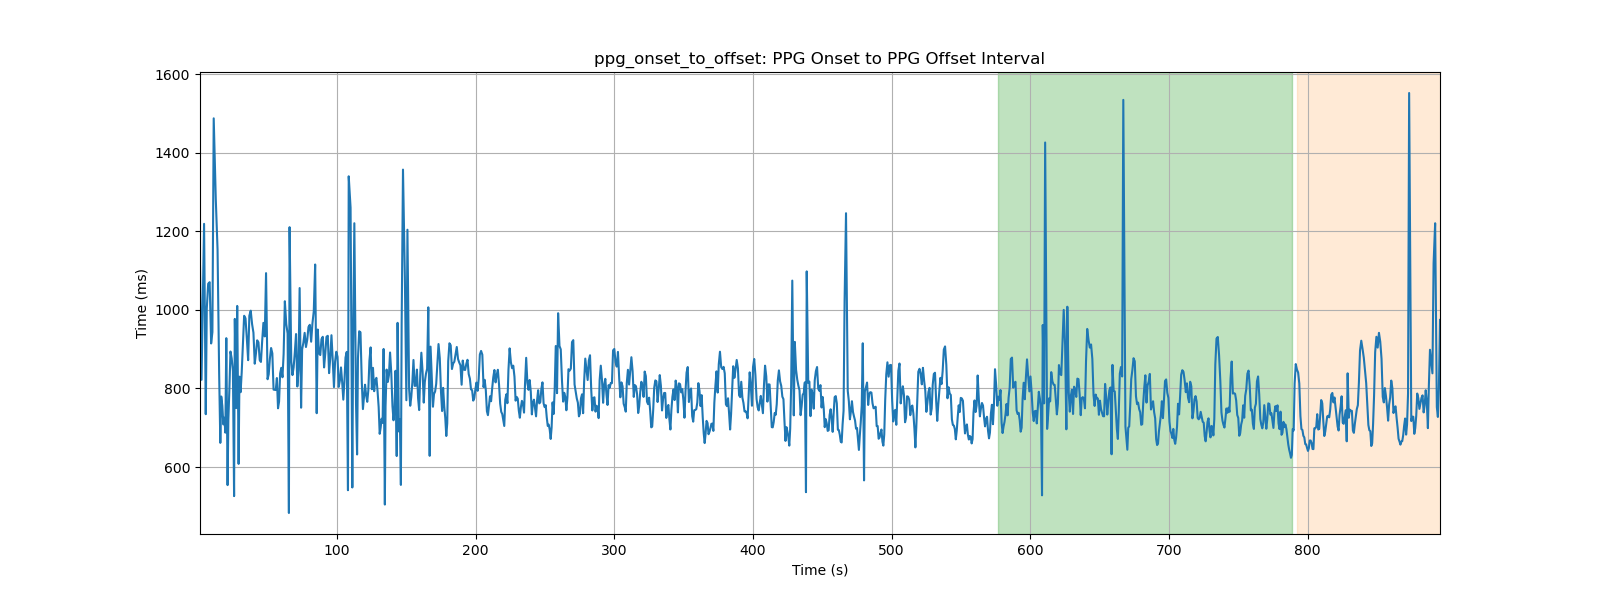 ppg_onset_to_offset: PPG Onset to PPG Offset Interval
1600
1400
1200
1000
800
600
Time (ms)
100 200 300 400 500 600 700 800
Time (s)